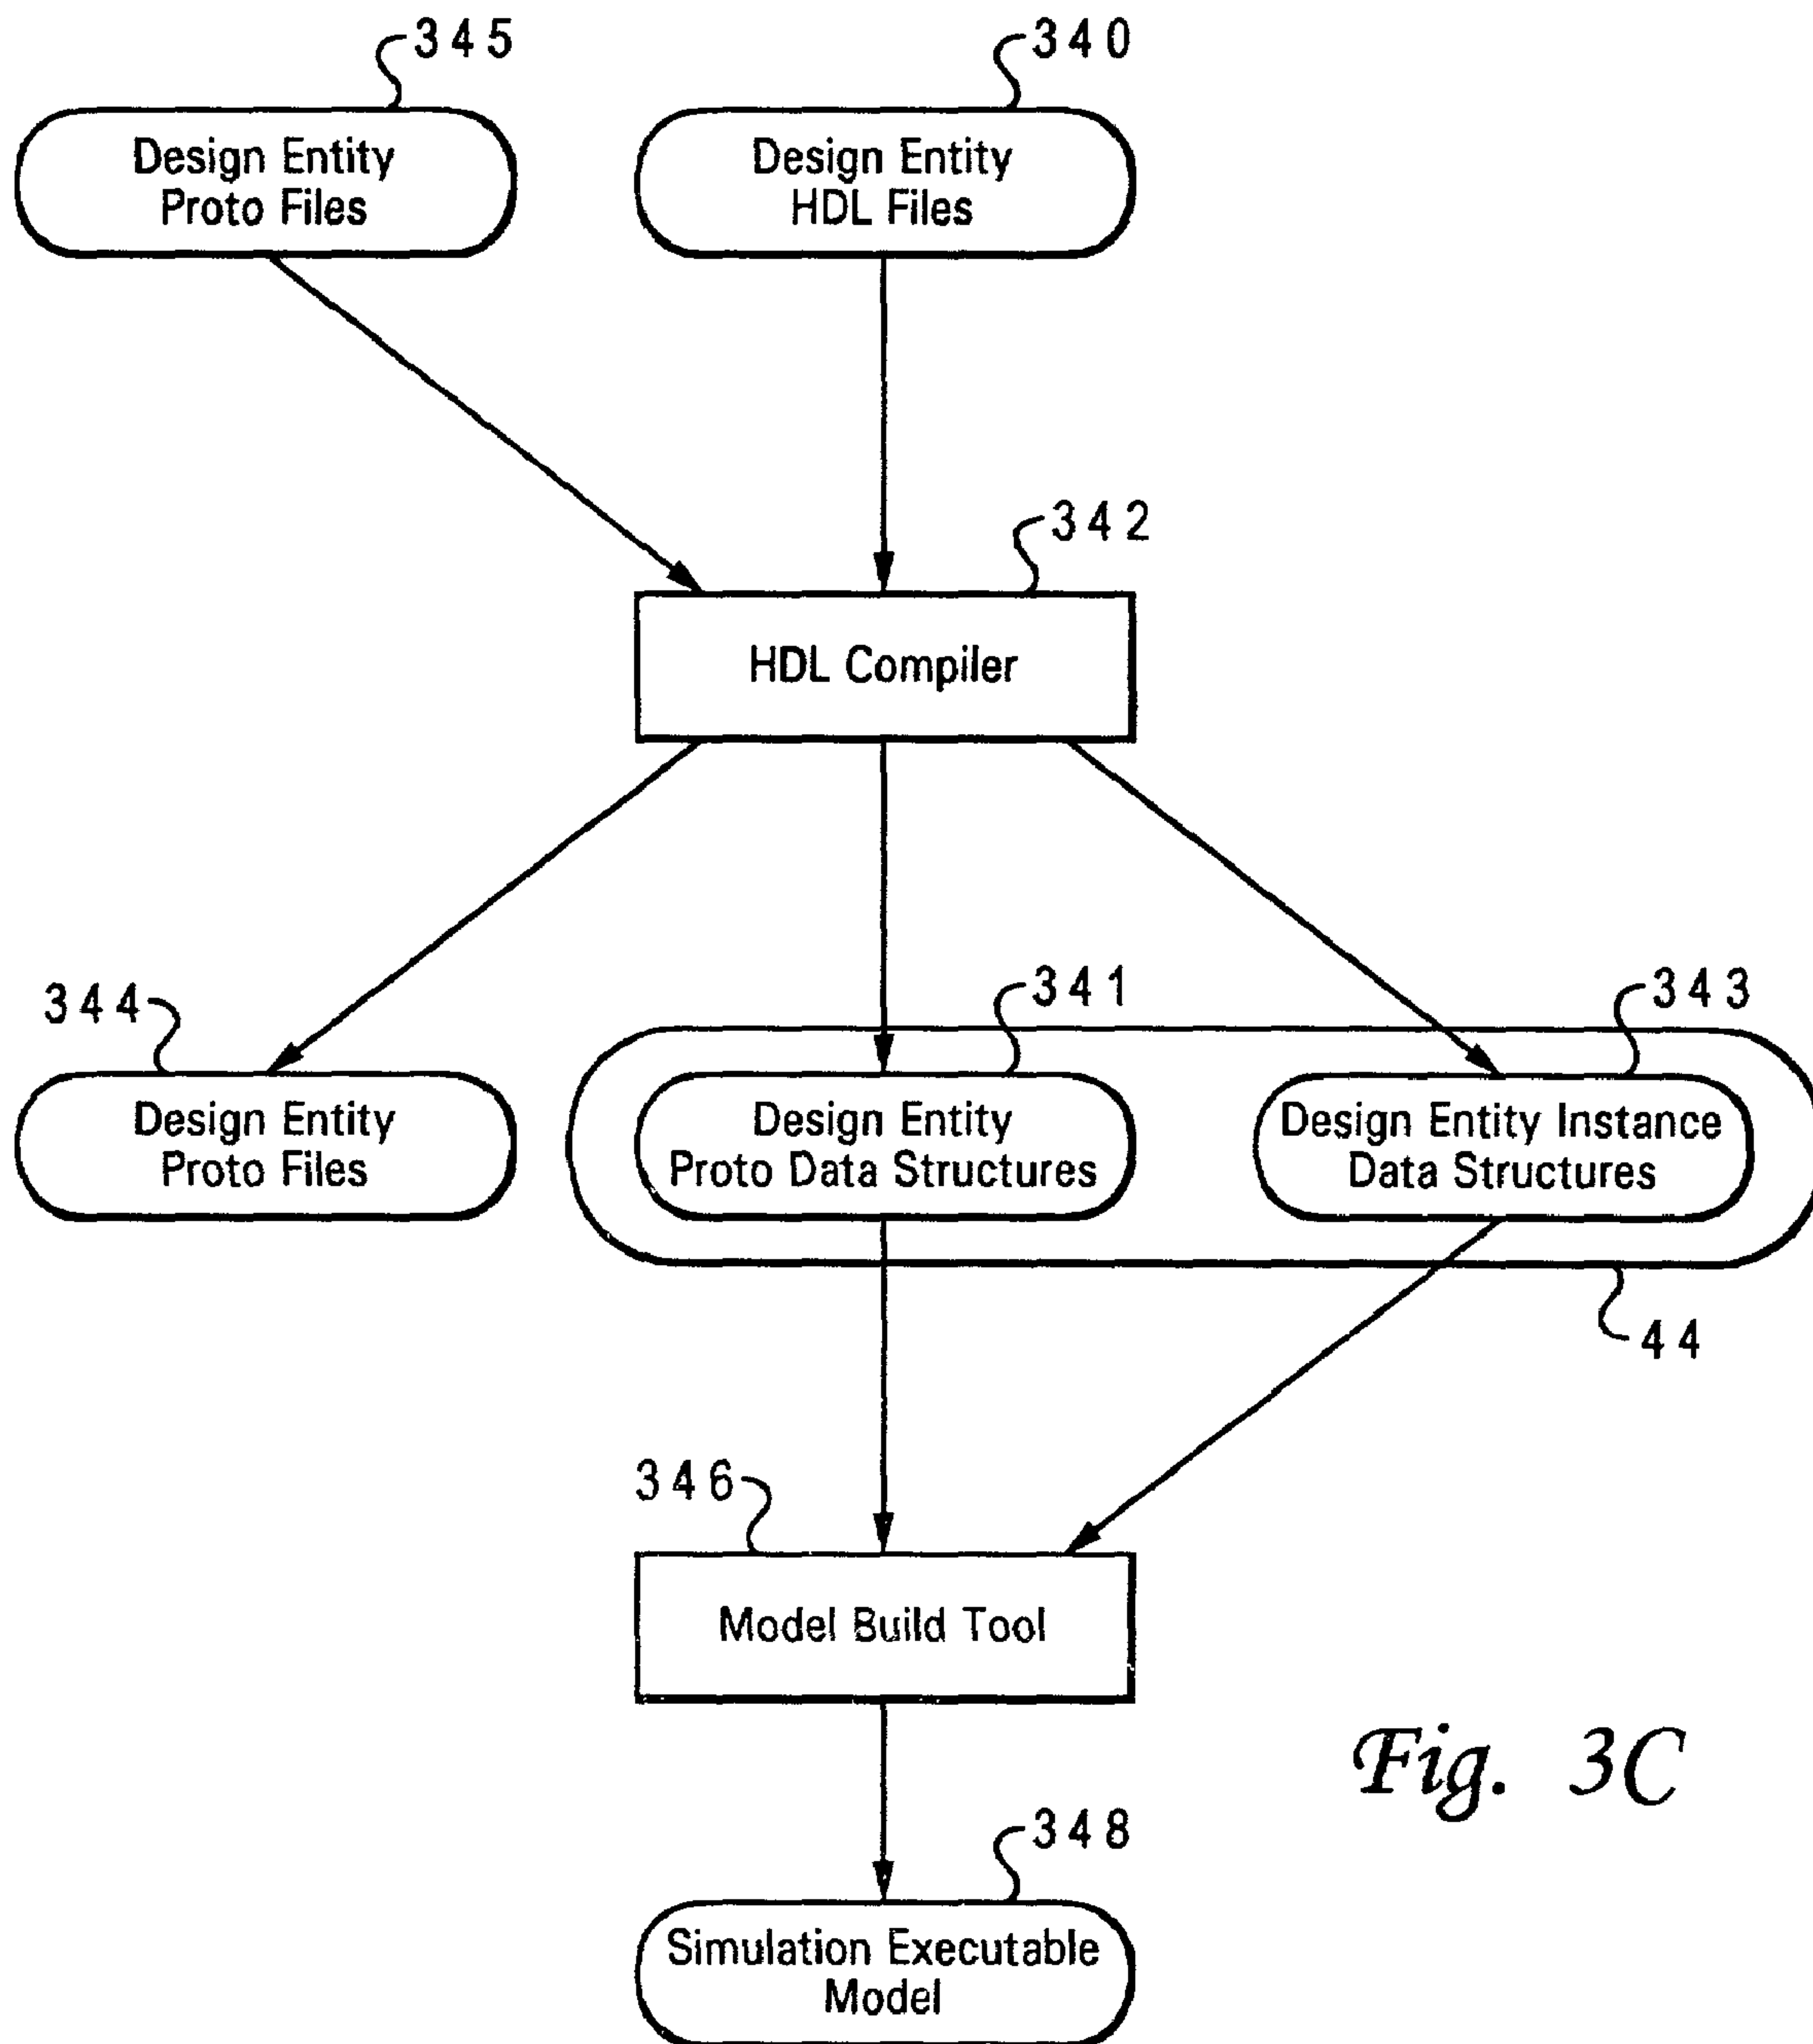 345
340
Design Entity
Proto Files
Design Entity
HDL Files
342
HDL Compiler
344
341
343
Design Entity
Proto Files
Design Entity
Proto Data Structures
Design Entity Instance
Data Structures
44
346
Model Build Tool
Fig. 3C
348
Simulation Executable
Model